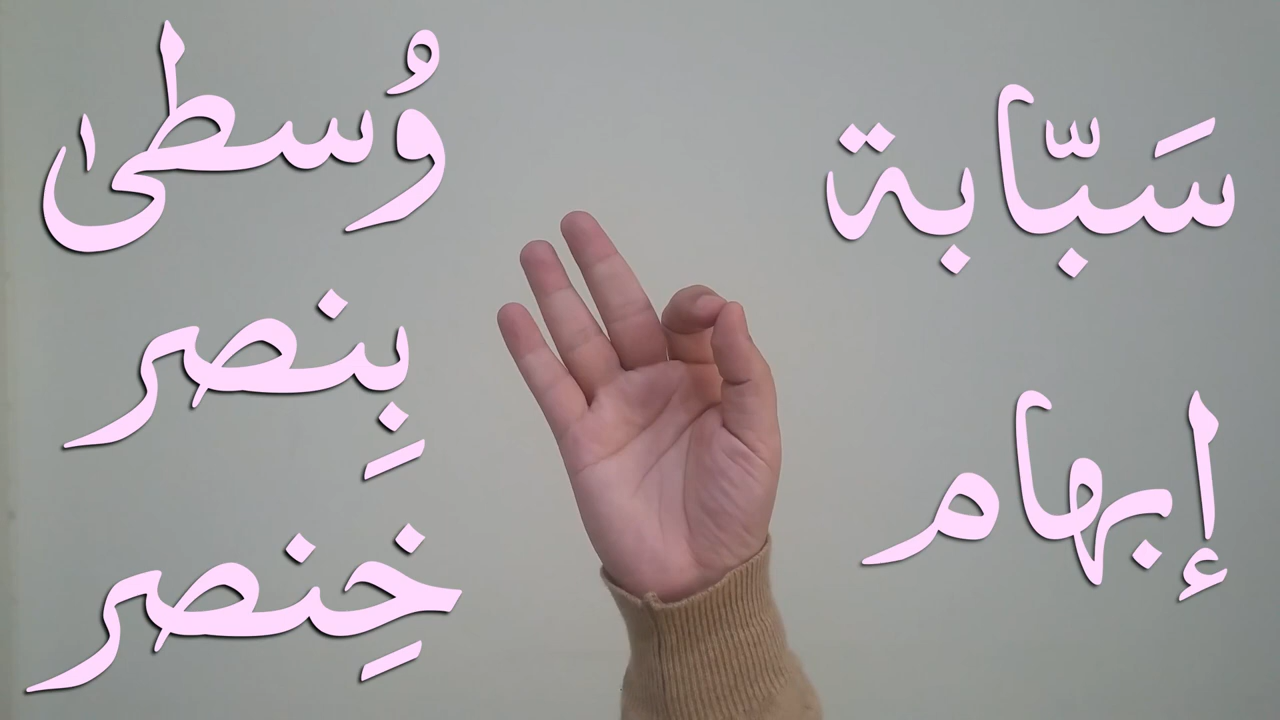 سَبّابة
إبهام
وُسطىٰ
بِنصر
خِنصر